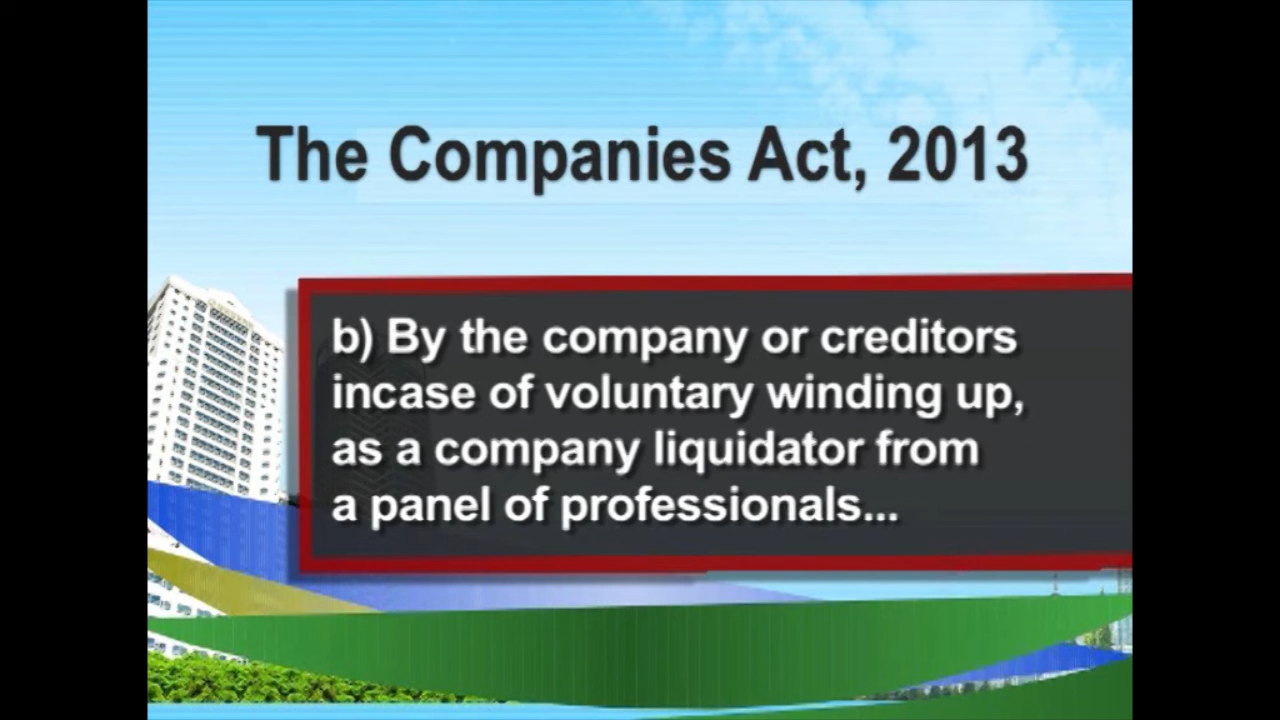 The Companies Act, 2013
b) By the company or creditors
incase of voluntary winding up,
as a company liquidator from
a panel of professionals...